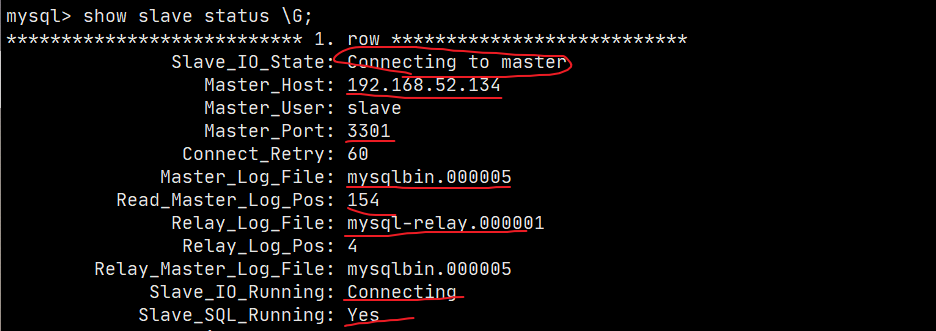 mysql> show slave status \G;
*************************** 1. row ***************************
Slave_IO_State: Connecting to master
Master_Host: 192.168.52.134
Master_User: slave
Master_Port: 3301
Connect_Retry: 60
Master_Log_File: mysqlbin.000005
Read_Master_Log_Pos: 154
Relay_Log_File: mysql-relay.000001
Relay_Log_Pos: 4
Relay_Master_Log_File: mysqlbin.000005
Slave_IO_Running: Connecting
Slave_SQL_Running: Yes